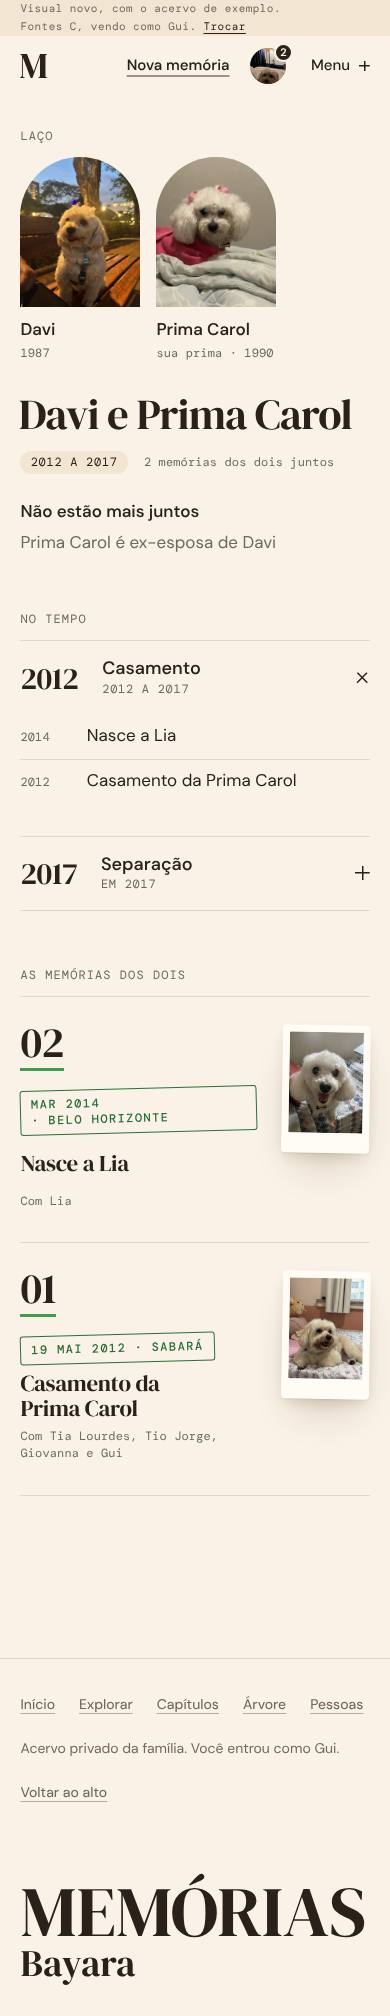 Visual novo, com o acervo de exemplo.
Fontes C, vendo como Gui. Trocar
M
Nova memória
2
Menu +
LAÇO
Davi
1987
Prima Carol
sua prima · 1990
Davi e Prima Carol
2012 A 2017
2 memórias dos dois juntos
Não estão mais juntos
Prima Carol é ex-esposa de Davi
NO TEMPO
2012
Casamento
2012 A 2017
2014
Nasce a Lia
2012
Casamento da Prima Carol
2017
Separação
EM 2017
AS MEMÓRIAS DOS DOIS
02
MAR 2014
· BELO HORIZONTE
Nasce a Lia
Com Lia
01
19 MAI 2012 · SABARÁ
Casamento da
Prima Carol
Com Tia Lourdes, Tio Jorge,
Giovanna e Gui
Início Explorar Capítulos Árvore Pessoas
Acervo privado da família. Você entrou como Gui.
Voltar ao alto
MEMÓRIAS
Bayara